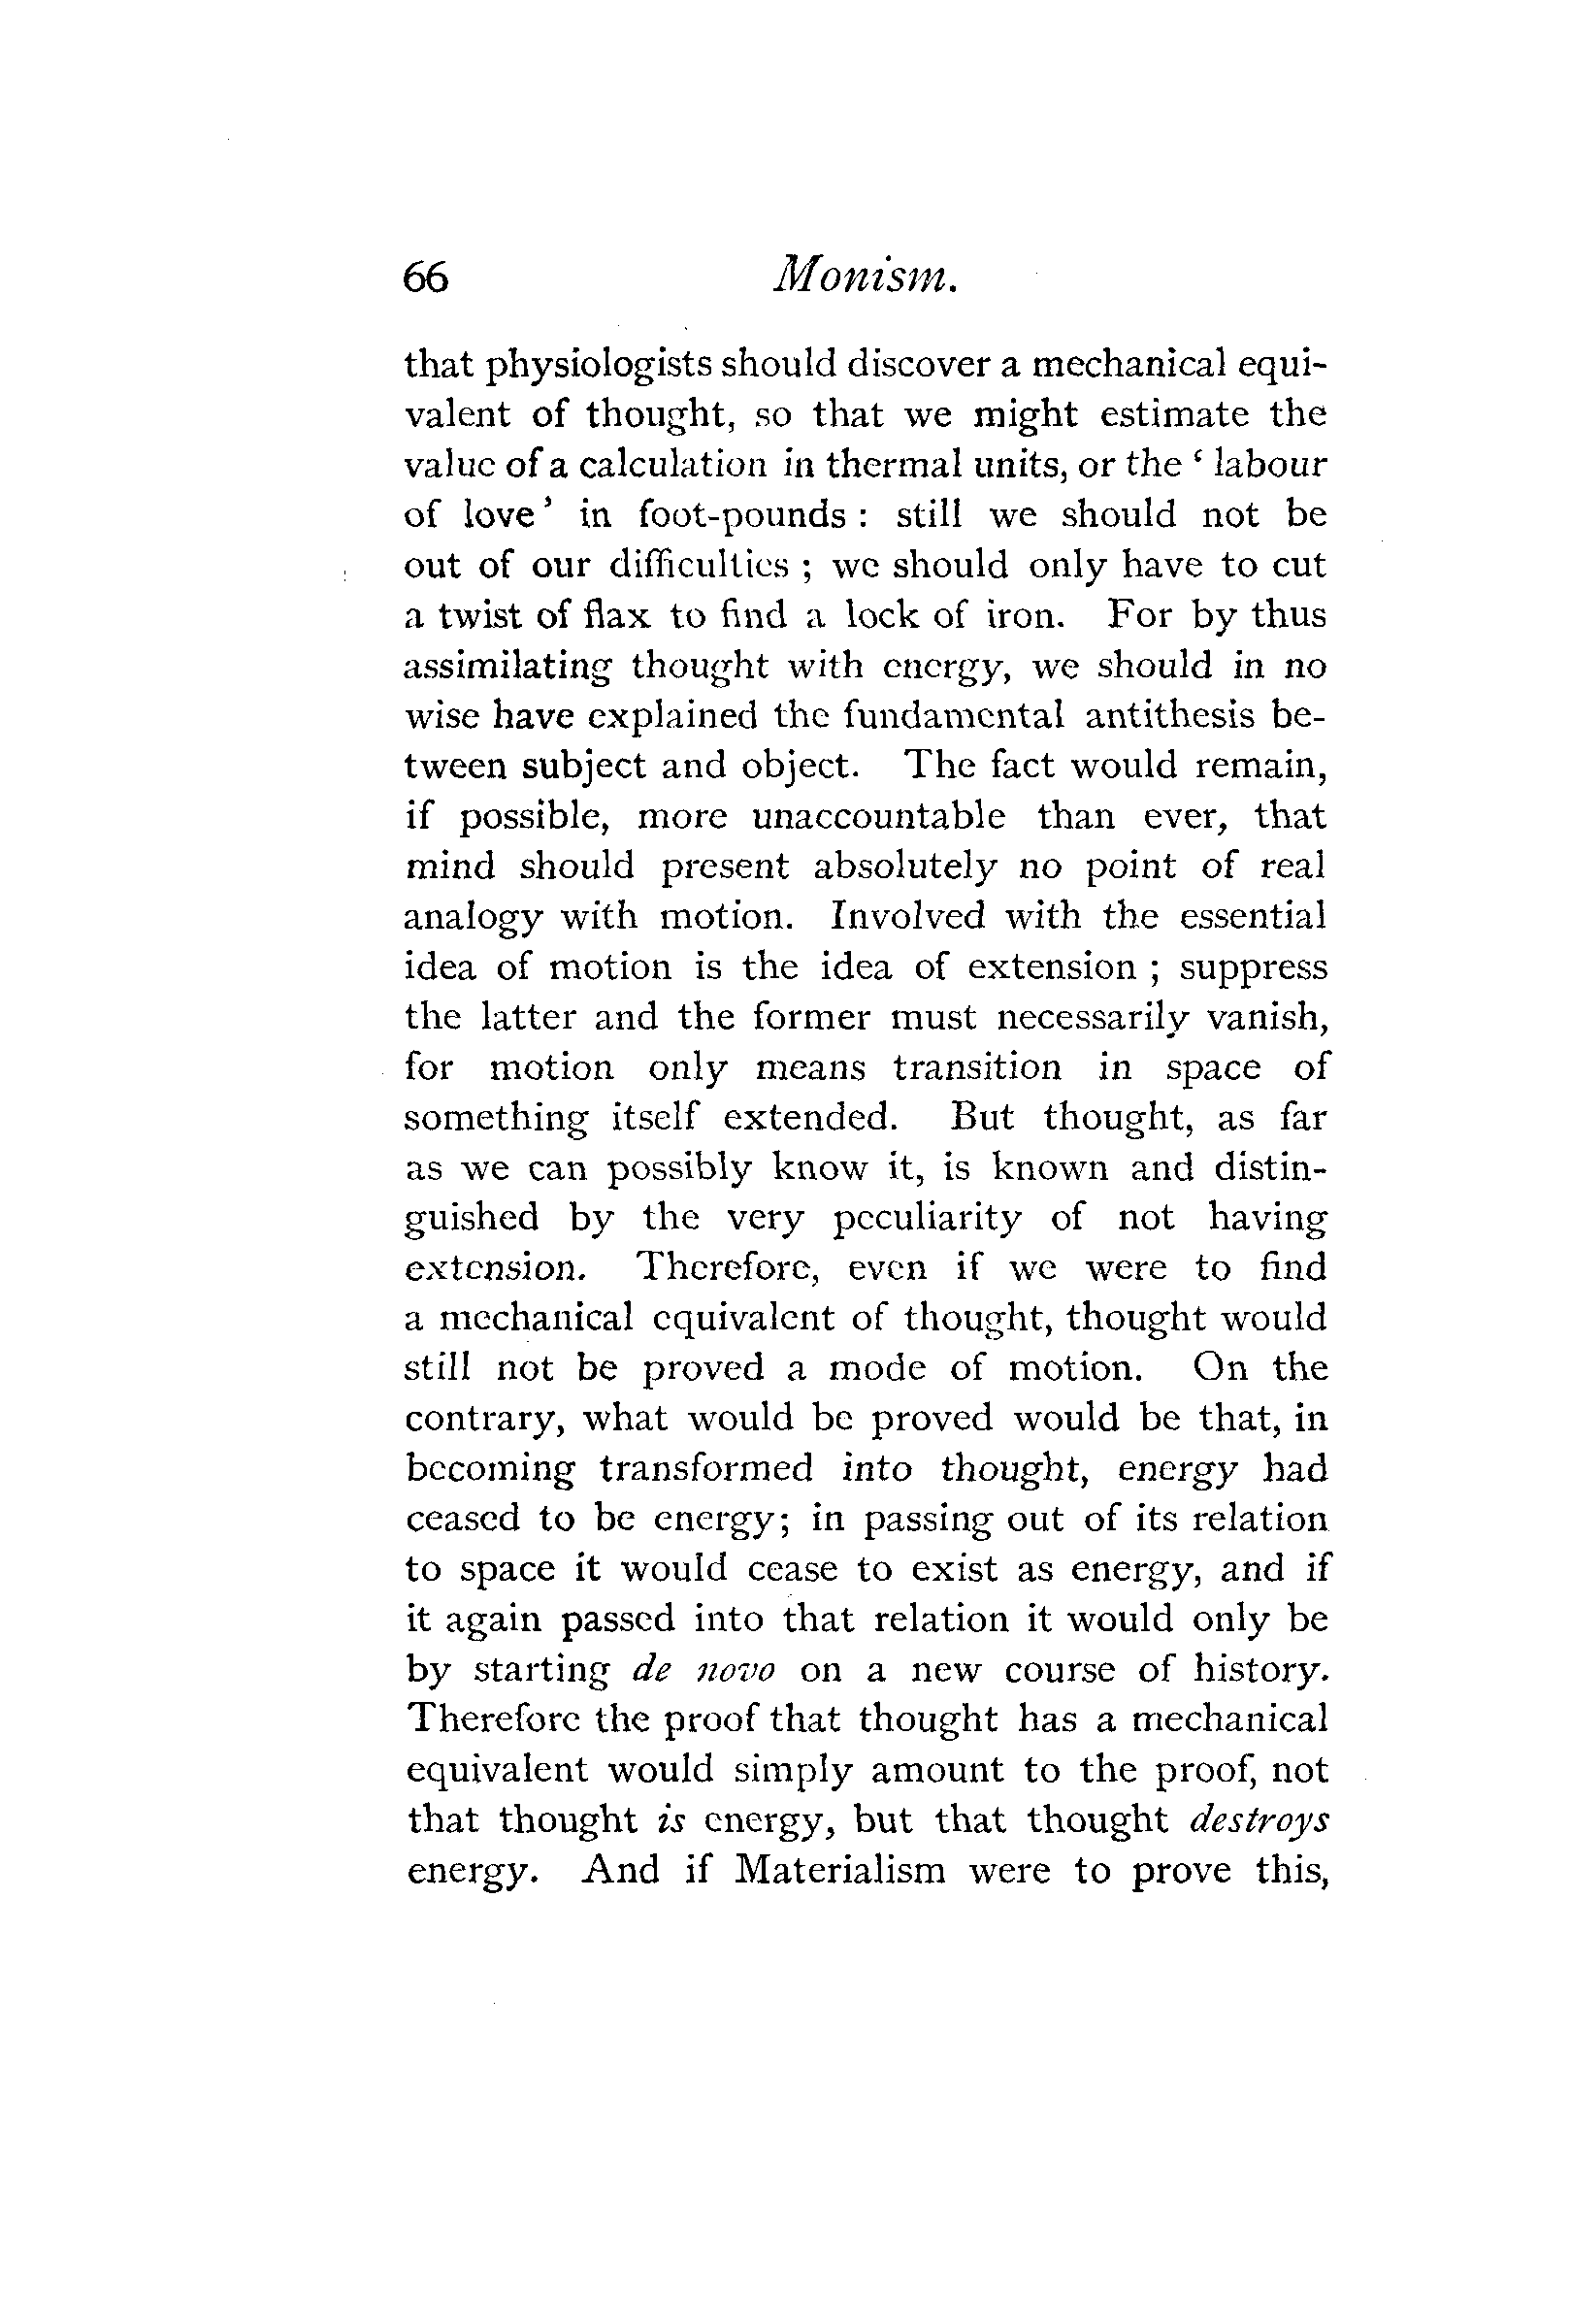 66 Monism.
that physiologists should discover a mechanical equi-
valent of thought, so that we might estimate the
value of a calculation in thermal units, or the ‘ labour
of love’ in foot-pounds : still we should not be
out of our difficulties ; we should only have to cut
a twist of flax to find a lock of iron. For by thus
assimilating thought with energy, we should in no
wise have explained the fundamental antithesis be-
tween subject and object. The fact would remain,
if possible, more unaccountable than ever, that
mind should present absolutely no point of real
analogy with motion. Involved with the essential
idea of motion is the idea of extension ; suppress
the latter and the former must necessarily vanish,
for motion only means transition in space of
something itself extended. But thought, as far
as we can possibly know it, is known and distin-
guished by the very peculiarity of not having
extension. Therefore, even if we were to find
a mechanical equivalent of thought, thought would
still not be proved a mode of motion. On the
contrary, what would be proved would be that, in
becoming transformed into thought, energy had
ceased to be energy; in passing out of its relation
to space it would cease to exist as energy, and if
it again passed into that relation it would only be
by starting de novo on a new course of history.
Therefore the proof that thought has a mechanical
equivalent would simply amount to the proof, not
that thought is energy, but that thought destroys
energy. And if Materialism were to prove this,